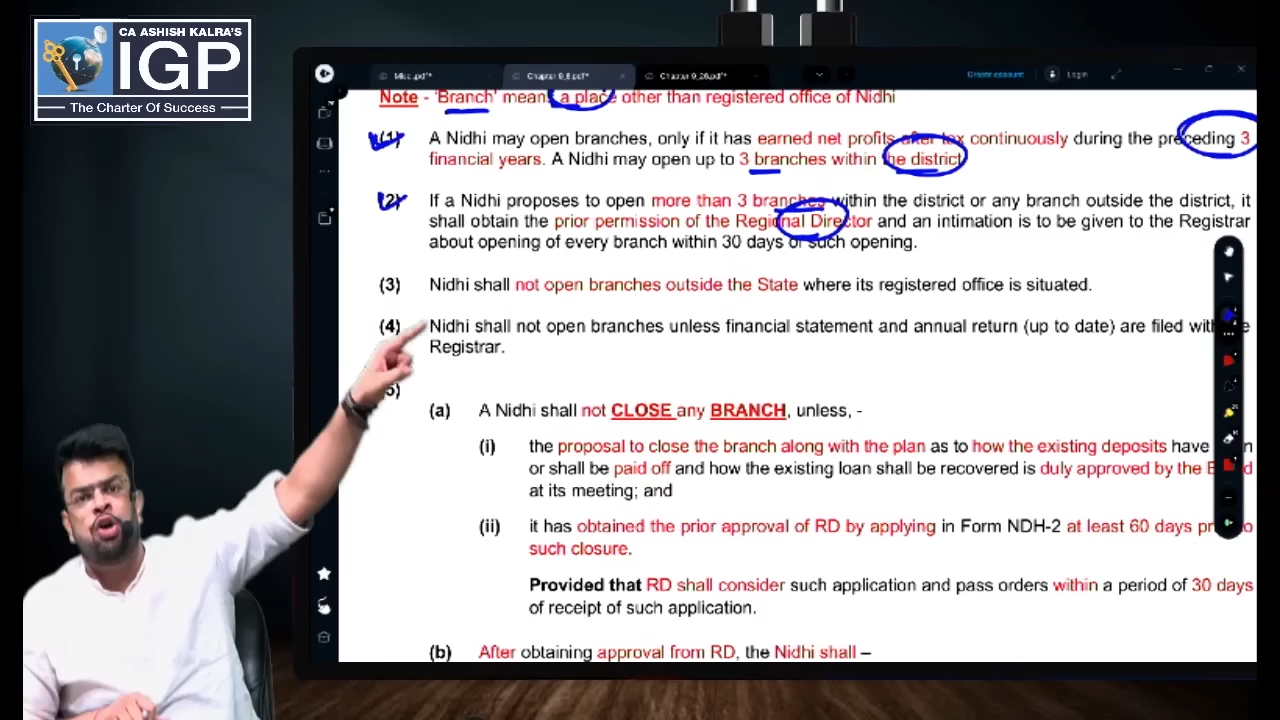 CA ASHISH KALRA'S
IGP
The Charter Of Success
Misc.pdf*
Chapter 9_8.pdf*
Chapter 9_26.pdf*
Create account
Login
Note - 'Branch' means a place other than registered office of Nidhi
(1) A Nidhi may open branches, only if it has earned net profits after tax continuously during the preceding 3
financial years. A Nidhi may open up to 3 branches within the district
(2) If a Nidhi proposes to open more than 3 branches within the district or any branch outside the district, it
shall obtain the prior permission of the Regional Director and an intimation is to be given to the Registrar
about opening of every branch within 30 days of such opening.
(3) Nidhi shall not open branches outside the State where its registered office is situated.
(4) Nidhi shall not open branches unless financial statement and annual return (up to date) are filed with
Registrar.
5)
(a) A Nidhi shall not CLOSE any BRANCH, unless, -
(i) the proposal to close the branch along with the plan as to how the existing deposits have
or shall be paid off and how the existing loan shall be recovered is duly approved by the
at its meeting; and
(ii) it has obtained the prior approval of RD by applying in Form NDH-2 at least 60 days
such closure.
Provided that RD shall consider such application and pass orders within a period of 30 days
of receipt of such application.
(b) After obtaining approval from RD, the Nidhi shall –